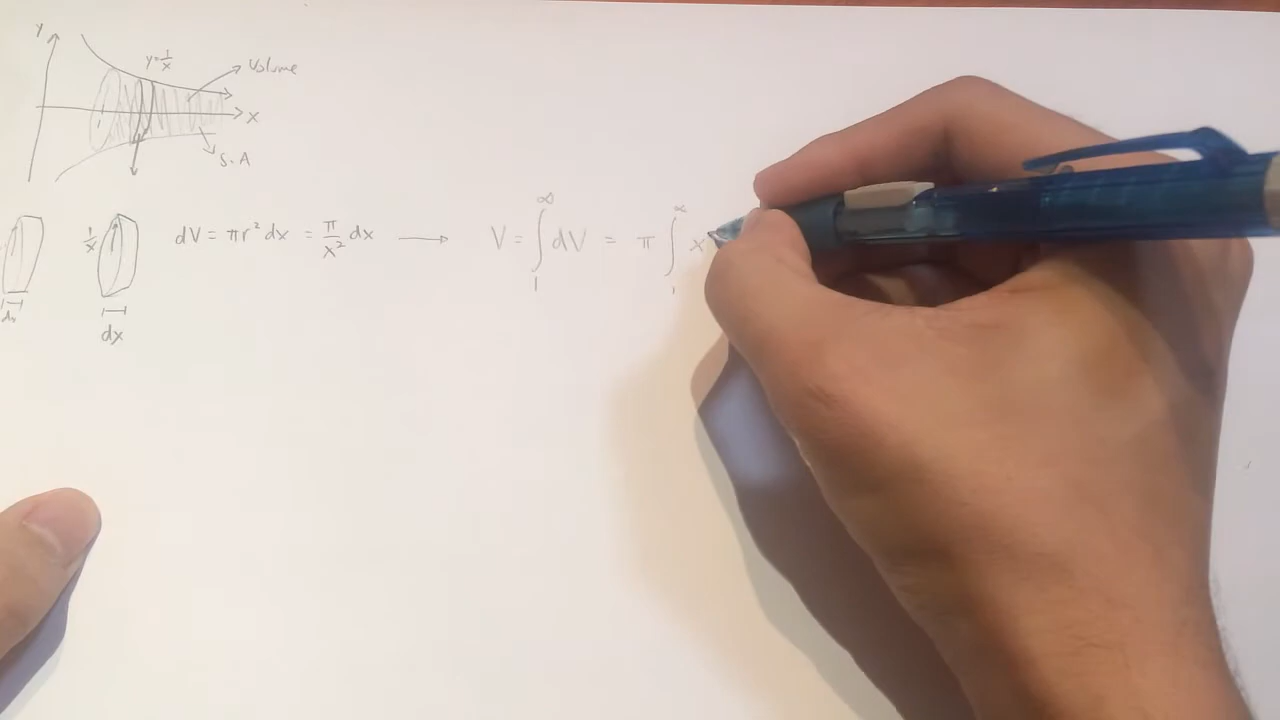 y
y=1/x
Volume
x
S.A
1/x
dV = πr² dx = π/x² dx → V = ∫₁^∞ dV = π ∫₁^∞ x
dx
dx